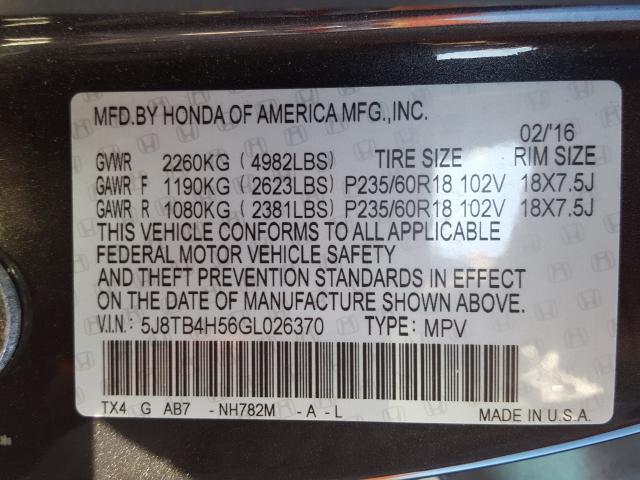 MFD.BY HONDA OF AMERICA MFG.,INC.
02/'16
GVWR 2260KG ( 4982LBS) TIRE SIZE RIM SIZE
GAWR F 1190KG ( 2623LBS) P235/60R18 102V 18X7.5J
GAWR R 1080KG ( 2381LBS) P235/60R18 102V 18X7.5J
THIS VEHICLE CONFORMS TO ALL APPLICABLE
FEDERAL MOTOR VEHICLE SAFETY
AND THEFT PREVENTION STANDARDS IN EFFECT
ON THE DATE OF MANUFACTURE SHOWN ABOVE.
V.I.N.: 5J8TB4H56GL026370 TYPE: MPV
TX4 G AB7 -NH782M -A -L
MADE IN U.S.A.